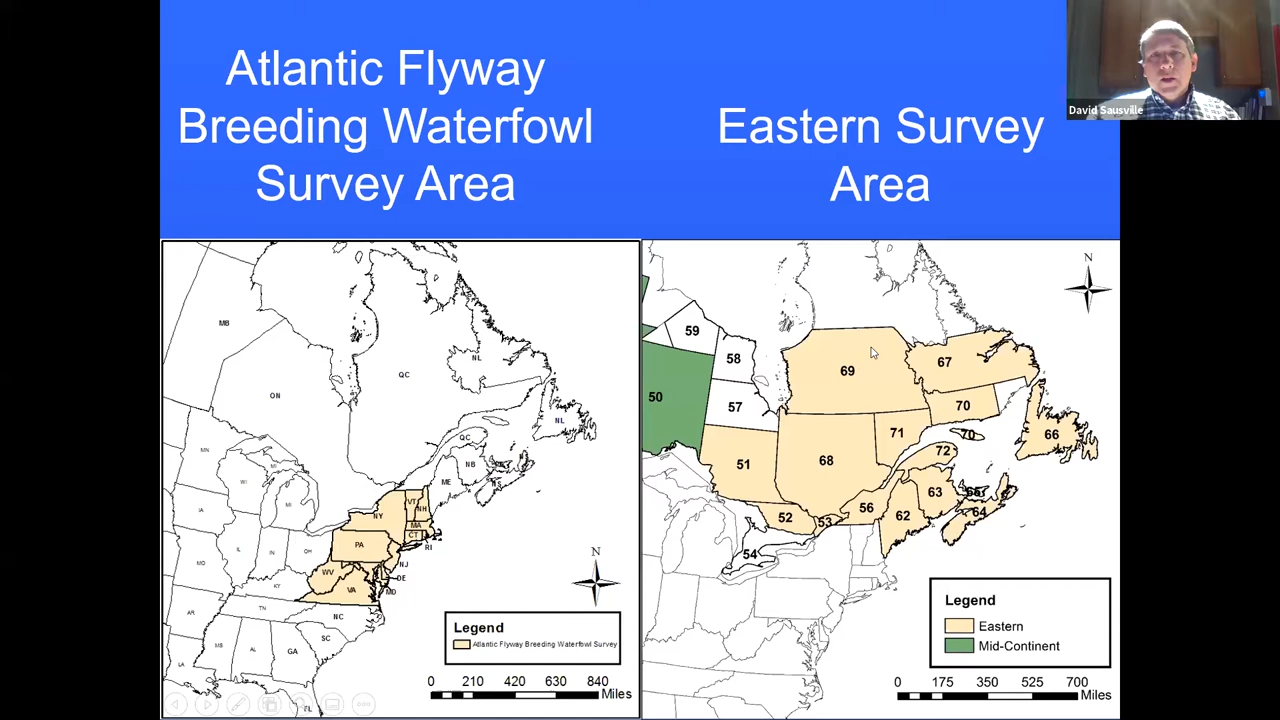 Atlantic Flyway
Breeding Waterfowl
Survey Area
Eastern Survey
Area
David Sausville
MB
ON
QC
NL
NL
QC
NB
NS
ME
MN
WI
MI
MI
IA
IL
IN
OH
MO
KY
TN
AR
LA
MS
AL
GA
SC
NC
FL
VT
NH
NY
MA
CT
RI
PA
NJ
DE
MD
WV
VA
N
Legend
Atlantic Flyway Breeding Waterfowl Survey
0 210 420 630 840
Miles
N
59
58
57
50
51
52
53
54
56
62
63
64
65
66
67
68
69
70
70
71
72
Legend
Eastern
Mid-Continent
0 175 350 525 700
Miles